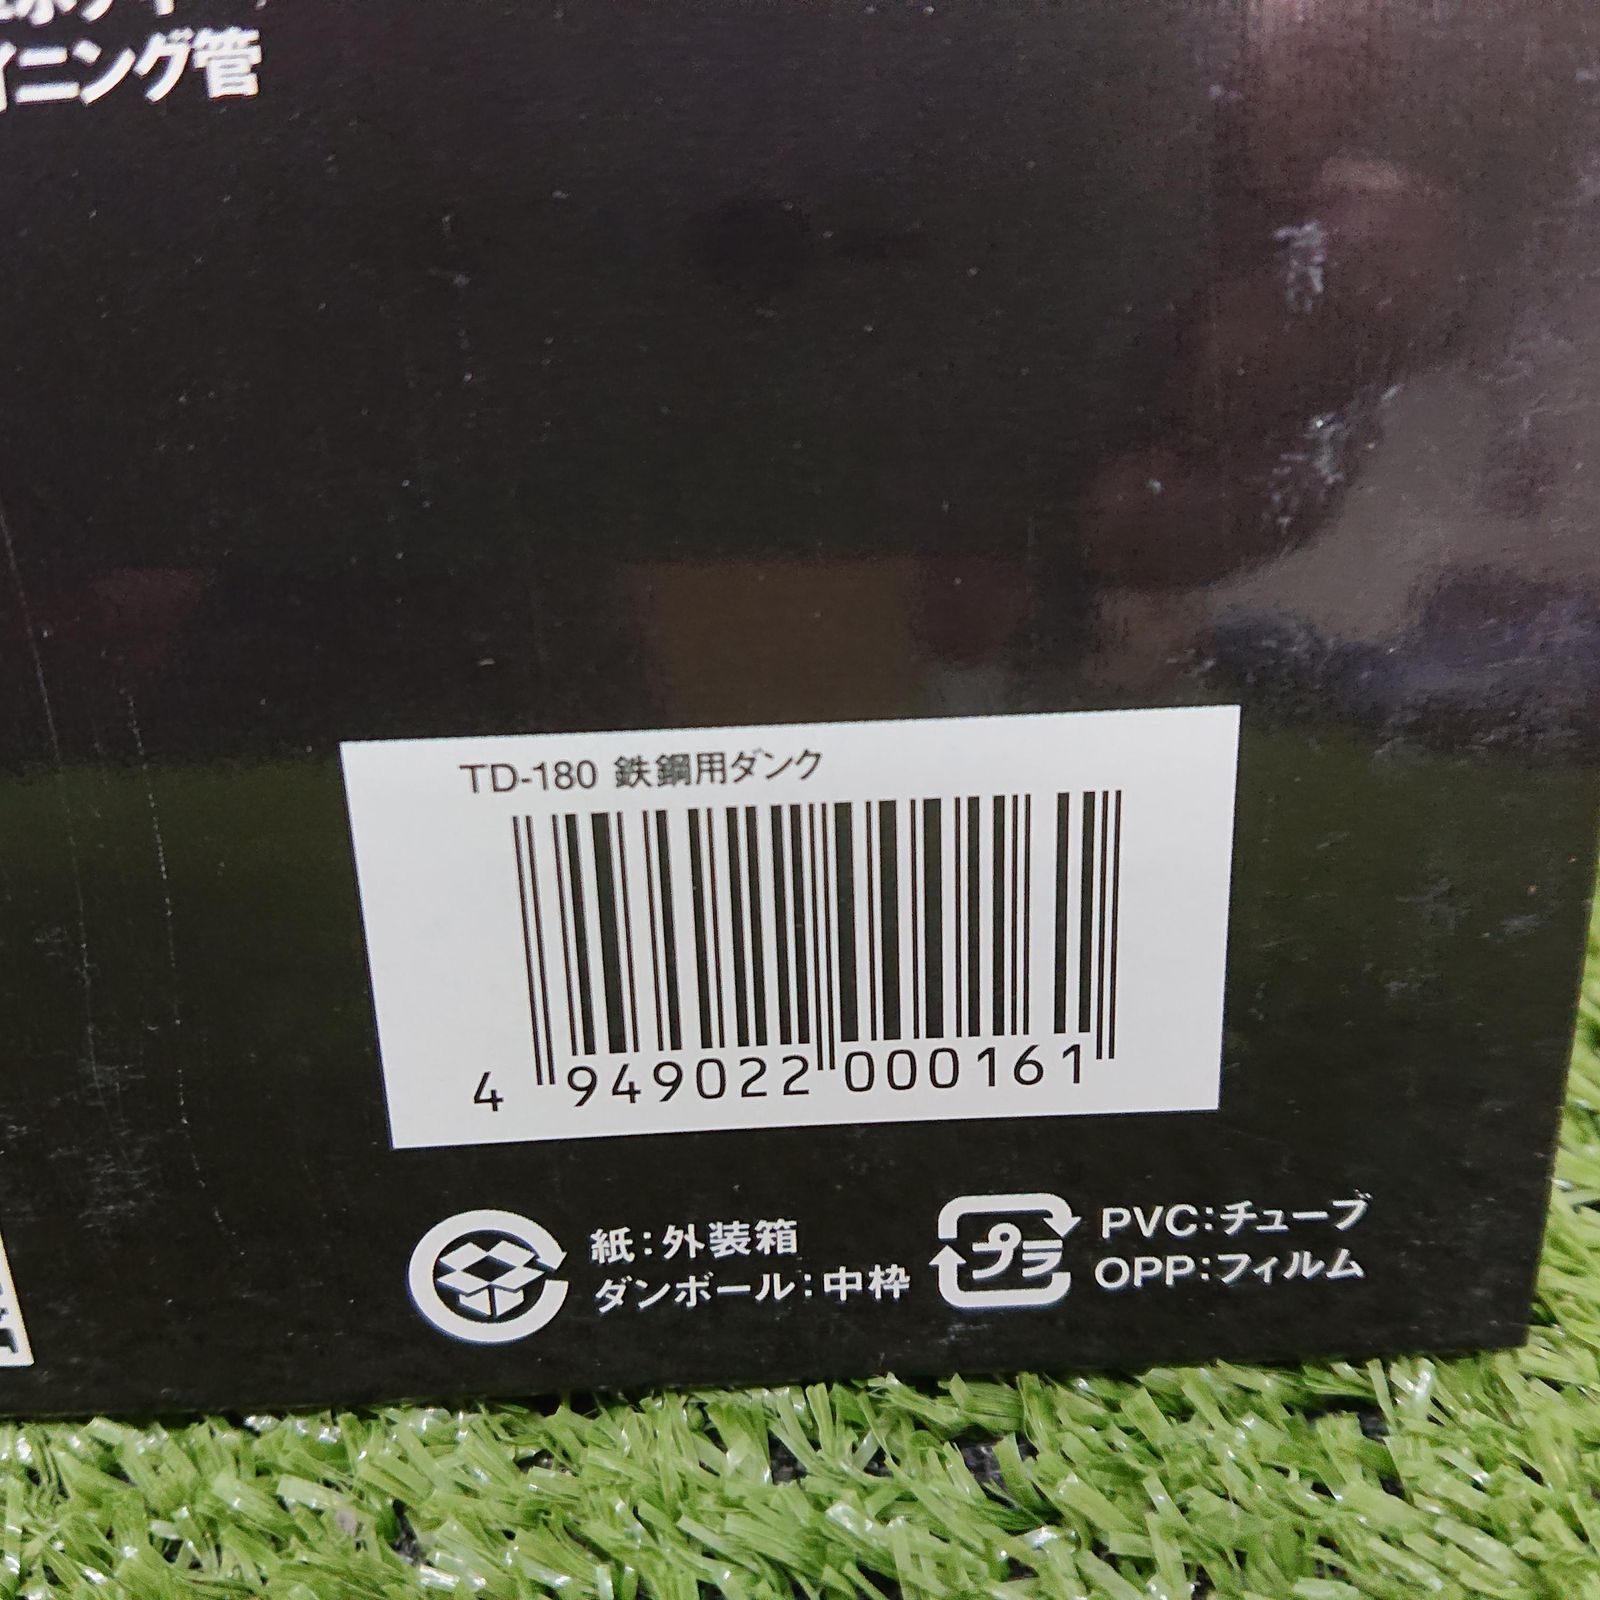 イニング管
TD-180 鉄鋼用ダンク
4 949022 000161
紙:外装箱
ダンボール:中枠
プラ
PVC:チューブ
OPP:フィルム